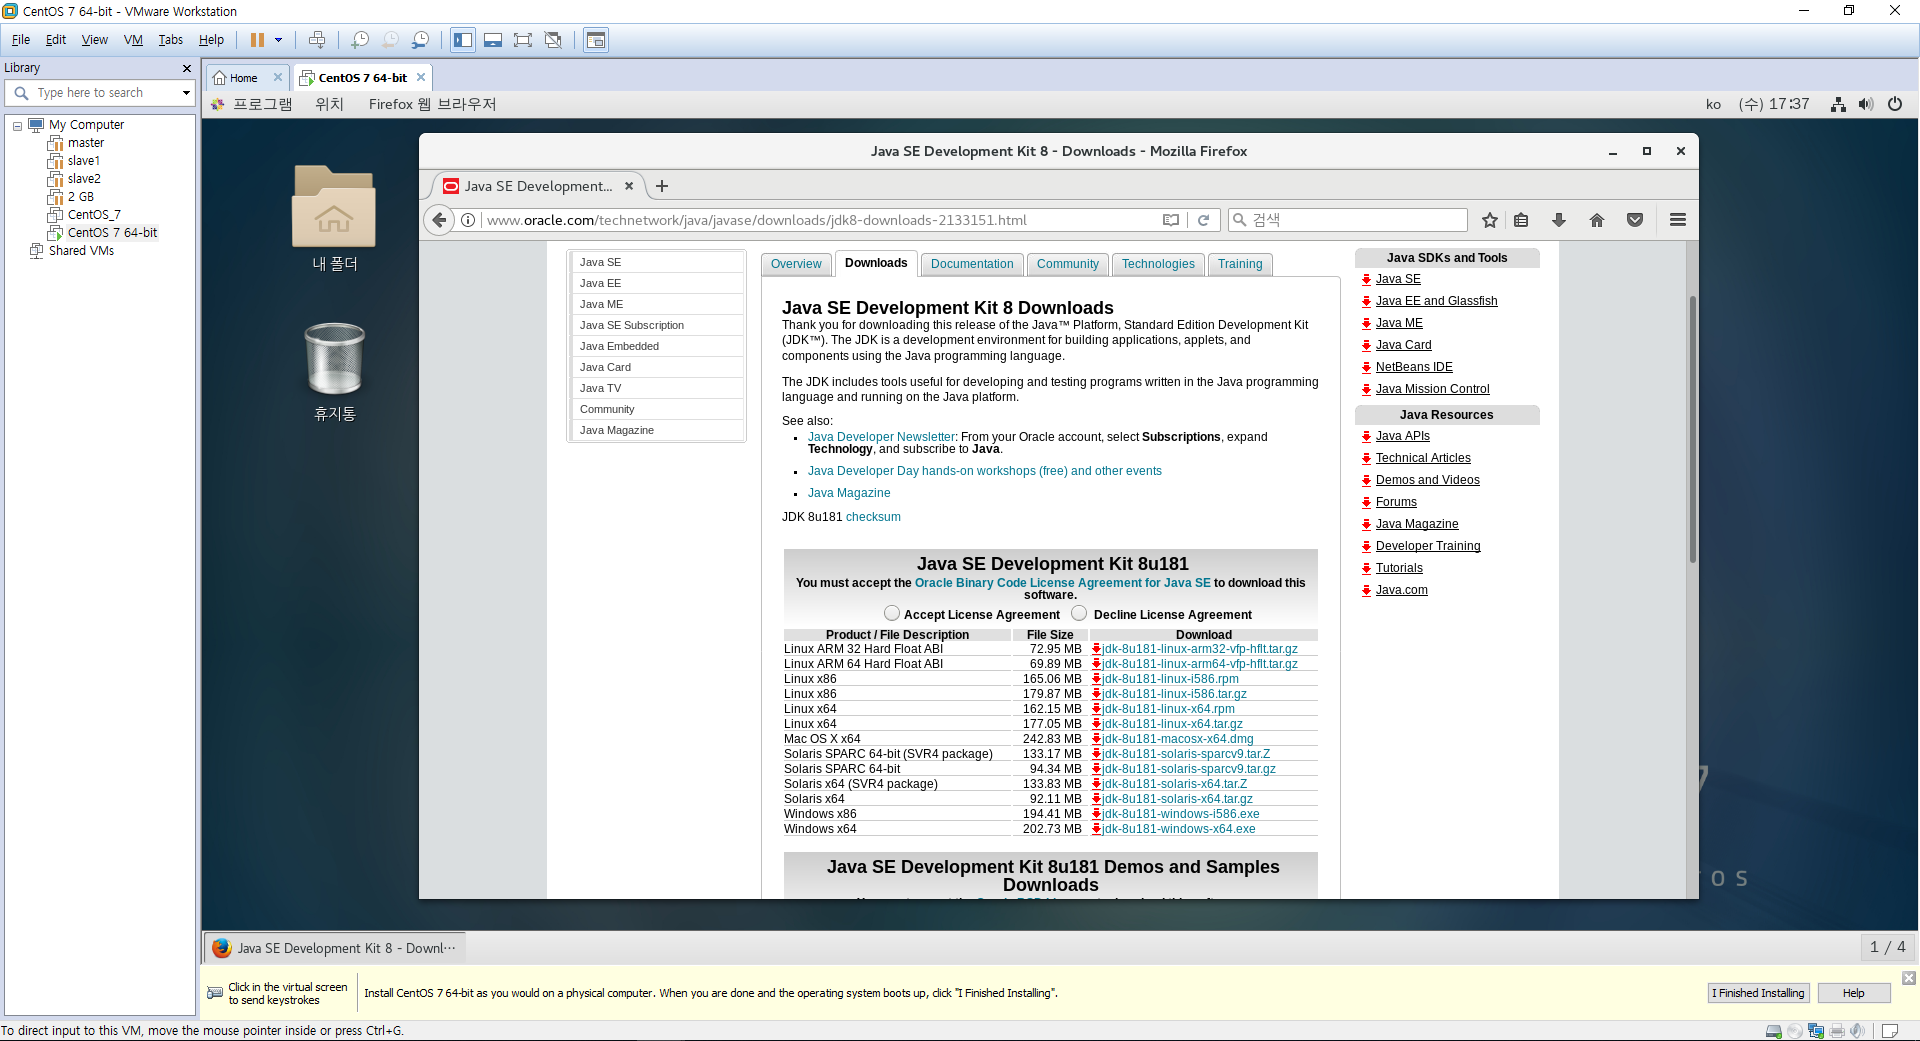 CentOS 7 64-bit - VMware Workstation
File Edit View VM Tabs Help
Library
Type here to search
My Computer
master
slave1
slave2
2 GB
CentOS_7
CentOS 7 64-bit
Shared VMs
Home
CentOS 7 64-bit
프로그램 위치 Firefox 웹 브라우저
ko (수) 17:37
내 폴더
휴지통
Java SE Development Kit 8 - Downloads - Mozilla Firefox
Java SE Development...
www.oracle.com/technetwork/java/javase/downloads/jdk8-downloads-2133151.html
검색
Java SE
Java EE
Java ME
Java SE Subscription
Java Embedded
Java Card
Java TV
Community
Java Magazine
Overview Downloads Documentation Community Technologies Training
Java SE Development Kit 8 Downloads
Thank you for downloading this release of the Java™ Platform, Standard Edition Development Kit
(JDK™). The JDK is a development environment for building applications, applets, and
components using the Java programming language.
The JDK includes tools useful for developing and testing programs written in the Java programming
language and running on the Java platform.
See also:
Java Developer Newsletter: From your Oracle account, select Subscriptions, expand
Technology, and subscribe to Java.
Java Developer Day hands-on workshops (free) and other events
Java Magazine
JDK 8u181 checksum
Java SE Development Kit 8u181
You must accept the Oracle Binary Code License Agreement for Java SE to download this
software.
Accept License Agreement Decline License Agreement
Product / File Description File Size Download
Linux ARM 32 Hard Float ABI 72.95 MB jdk-8u181-linux-arm32-vfp-hflt.tar.gz
Linux ARM 64 Hard Float ABI 69.89 MB jdk-8u181-linux-arm64-vfp-hflt.tar.gz
Linux x86 165.06 MB jdk-8u181-linux-i586.rpm
Linux x86 179.87 MB jdk-8u181-linux-i586.tar.gz
Linux x64 162.15 MB jdk-8u181-linux-x64.rpm
Linux x64 177.05 MB jdk-8u181-linux-x64.tar.gz
Mac OS X x64 242.83 MB jdk-8u181-macosx-x64.dmg
Solaris SPARC 64-bit (SVR4 package) 133.17 MB jdk-8u181-solaris-sparcv9.tar.Z
Solaris SPARC 64-bit 94.34 MB jdk-8u181-solaris-sparcv9.tar.gz
Solaris x64 (SVR4 package) 133.83 MB jdk-8u181-solaris-x64.tar.Z
Solaris x64 92.11 MB jdk-8u181-solaris-x64.tar.gz
Windows x86 194.41 MB jdk-8u181-windows-i586.exe
Windows x64 202.73 MB jdk-8u181-windows-x64.exe
Java SE Development Kit 8u181 Demos and Samples
Downloads
Java SDKs and Tools
Java SE
Java EE and Glassfish
Java ME
Java Card
NetBeans IDE
Java Mission Control
Java Resources
Java APIs
Technical Articles
Demos and Videos
Forums
Java Magazine
Developer Training
Tutorials
Java.com
7
OS
Java SE Development Kit 8 - Downl···
1 / 4
Click in the virtual screen
to send keystrokes
Install CentOS 7 64-bit as you would on a physical computer. When you are done and the operating system boots up, click "I Finished Installing".
I Finished Installing Help
To direct input to this VM, move the mouse pointer inside or press Ctrl+G.